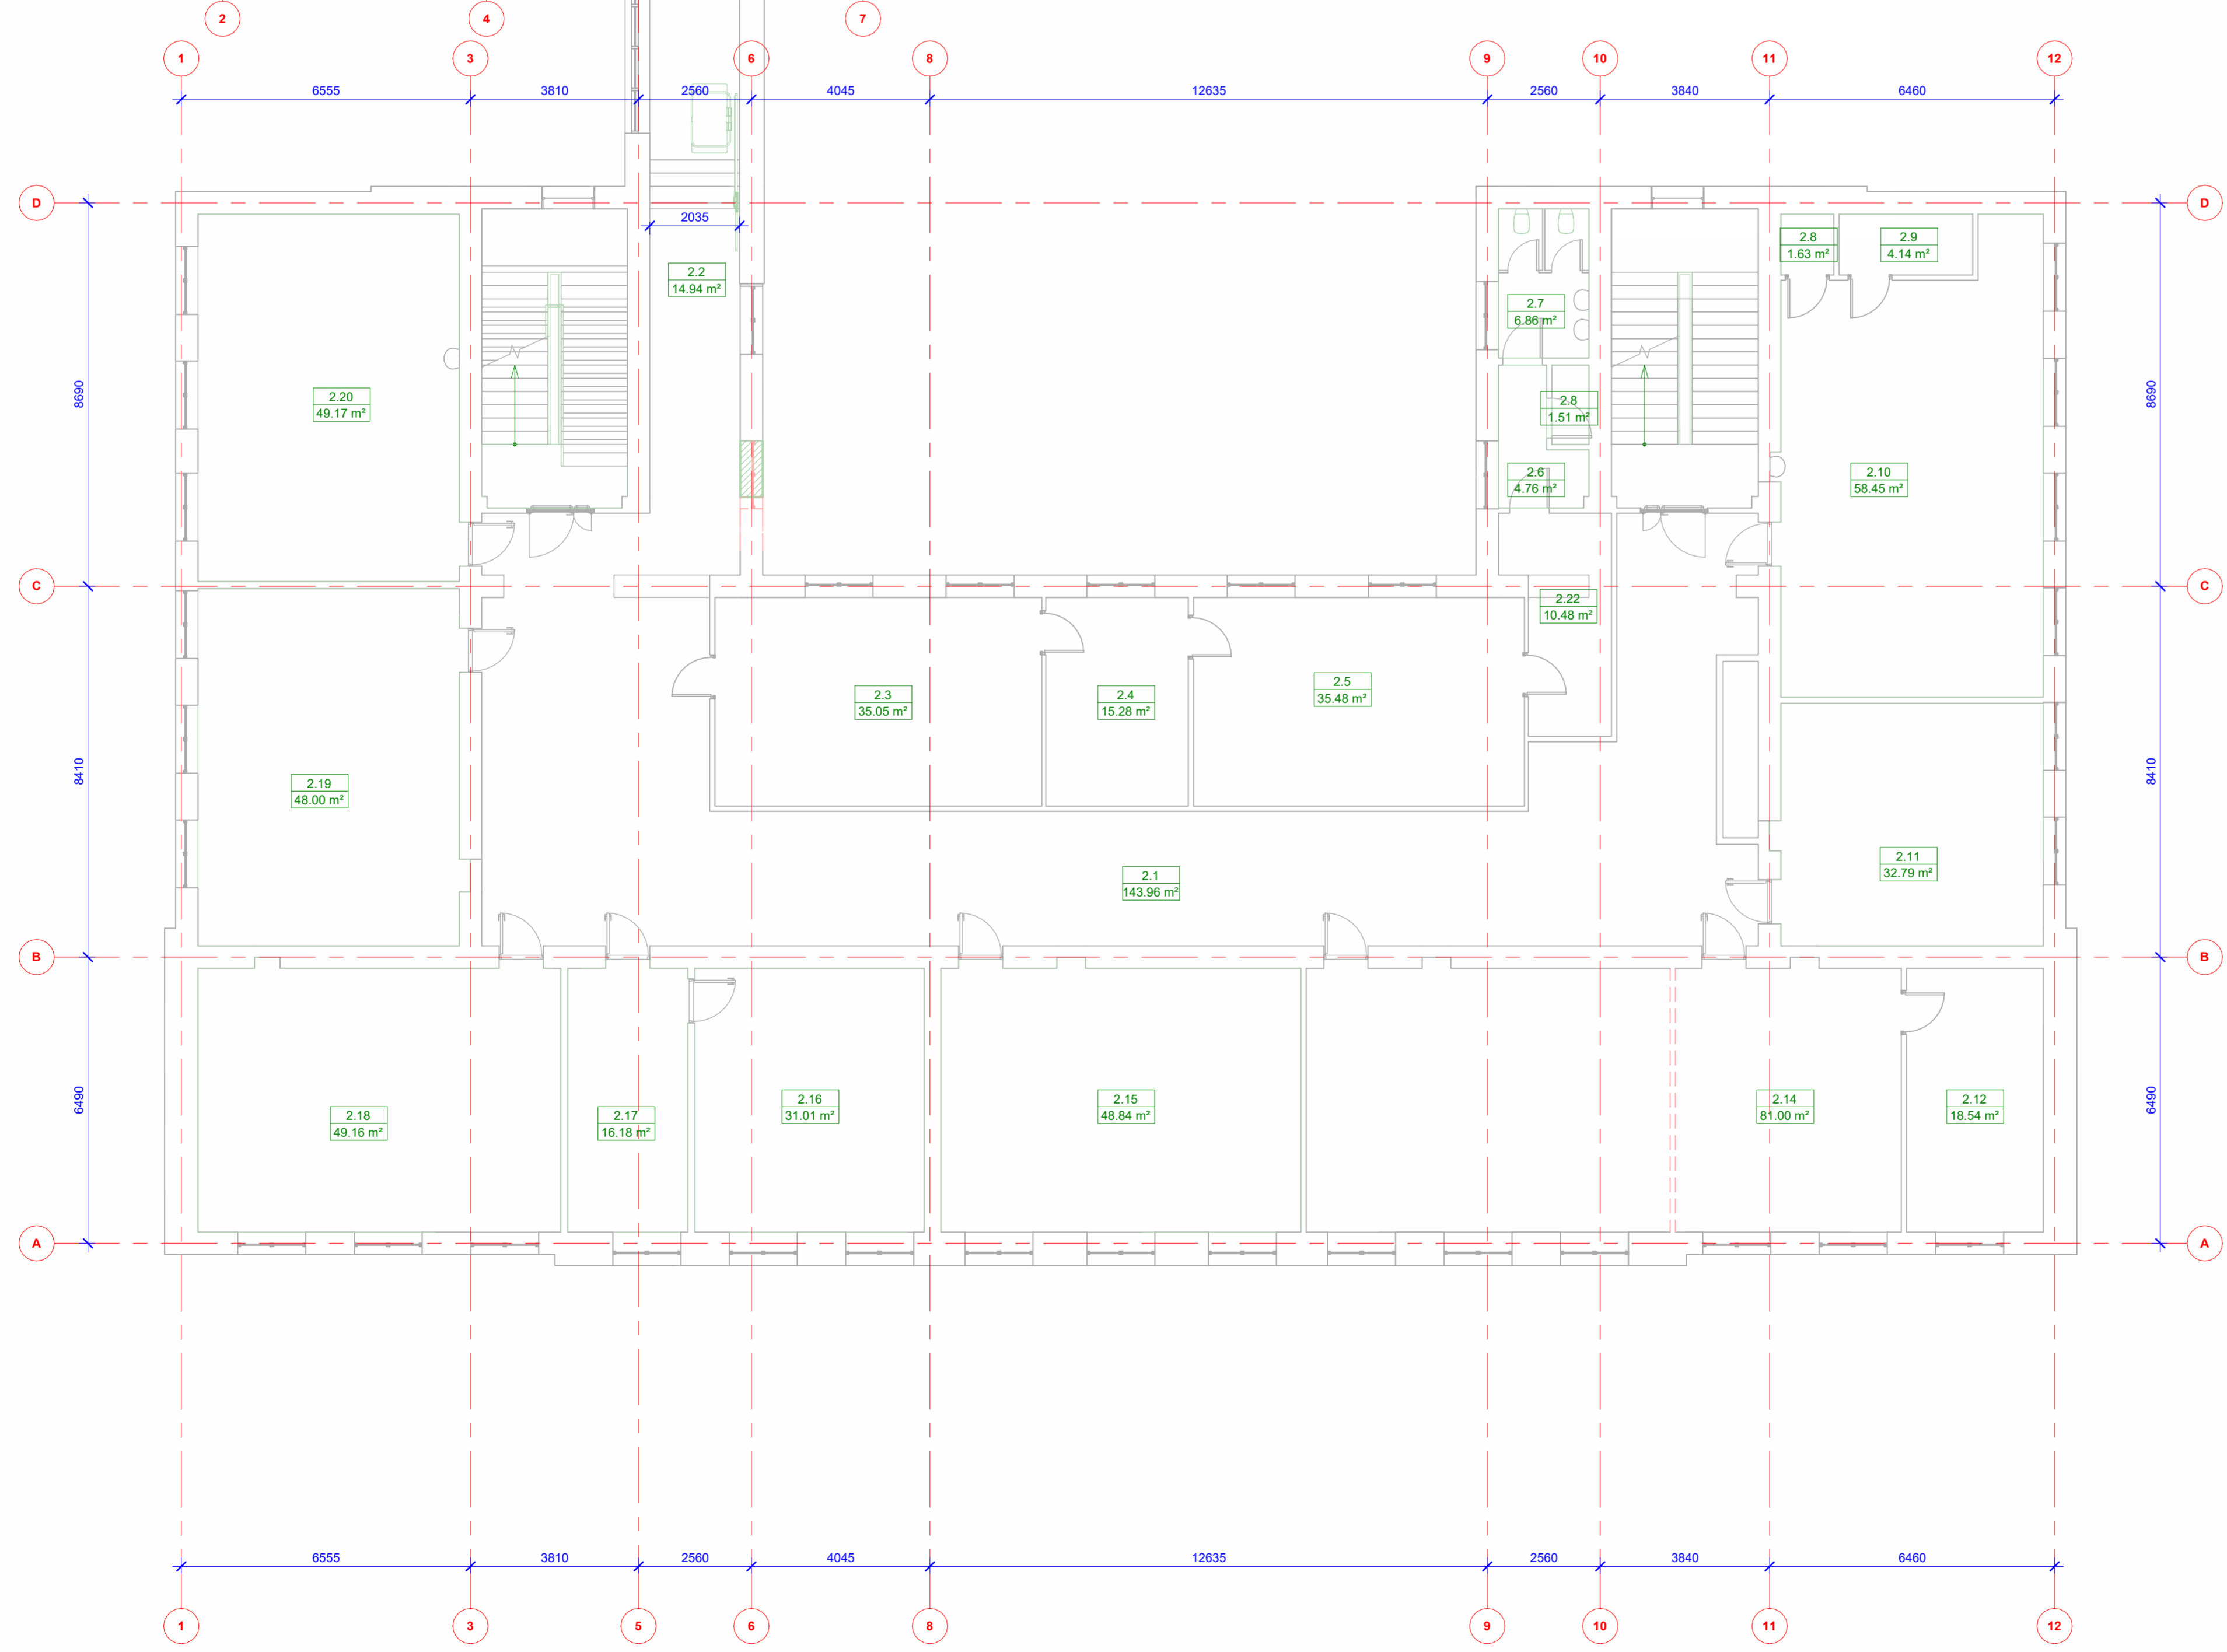 2 4 7
1 3 6 8 9 10 11 12
6555 3810 2560 4045 12635 2560 3840 6460
D D
2035
2.8
1.63 m²
2.9
4.14 m²
2.2
14.94 m²
2.7
6.86 m²
8690 8690
2.20
49.17 m²
2.8
1.51 m²
2.6
4.76 m²
2.10
58.45 m²
C C
2.22
10.48 m²
2.3
35.05 m²
2.4
15.28 m²
2.5
35.48 m²
8410 8410
2.19
48.00 m²
2.1
143.96 m²
2.11
32.79 m²
B B
6490 6490
2.18
49.16 m²
2.17
16.18 m²
2.16
31.01 m²
2.15
48.84 m²
2.14
81.00 m²
2.12
18.54 m²
A A
6555 3810 2560 4045 12635 2560 3840 6460
1 3 5 6 8 9 10 11 12